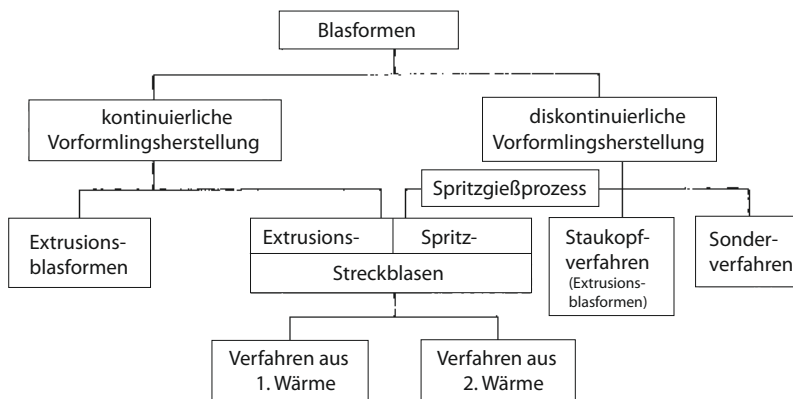 Blasformen
kontinuierliche
Vorformlingsherstellung
diskontinuierliche
Vorformlingsherstellung
Spritzgießprozess
Extrusions-
blasformen
Extrusions-
Spritz-
Streckblasen
Staukopf-
verfahren
(Extrusions-
blasformen)
Sonder-
verfahren
Verfahren aus
1. Wärme
Verfahren aus
2. Wärme